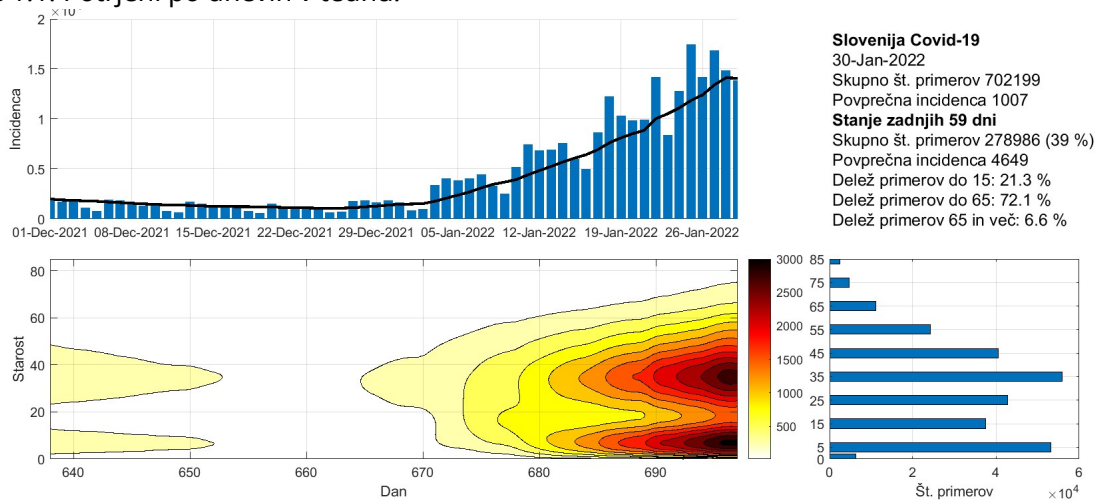 × 10
2
1.5
1
0.5
0
Incidenca
01-Dec-2021 08-Dec-2021 15-Dec-2021 22-Dec-2021 29-Dec-2021 05-Jan-2022 12-Jan-2022 19-Jan-2022 26-Jan-2022
Slovenija Covid-19
30-Jan-2022
Skupno št. primerov 702199
Povprečna incidenca 1007
Stanje zadnjih 59 dni
Skupno št. primerov 278986 (39 %)
Povprečna incidenca 4649
Delež primerov do 15: 21.3 %
Delež primerov do 65: 72.1 %
Delež primerov 65 in več: 6.6 %
80
60
40
20
0
Starost
640 650 660 670 680 690
Dan
3000
2500
2000
1500
1000
500
85
75
65
55
45
35
25
15
5
0
0 2 4 6
Št. primerov
×10⁴